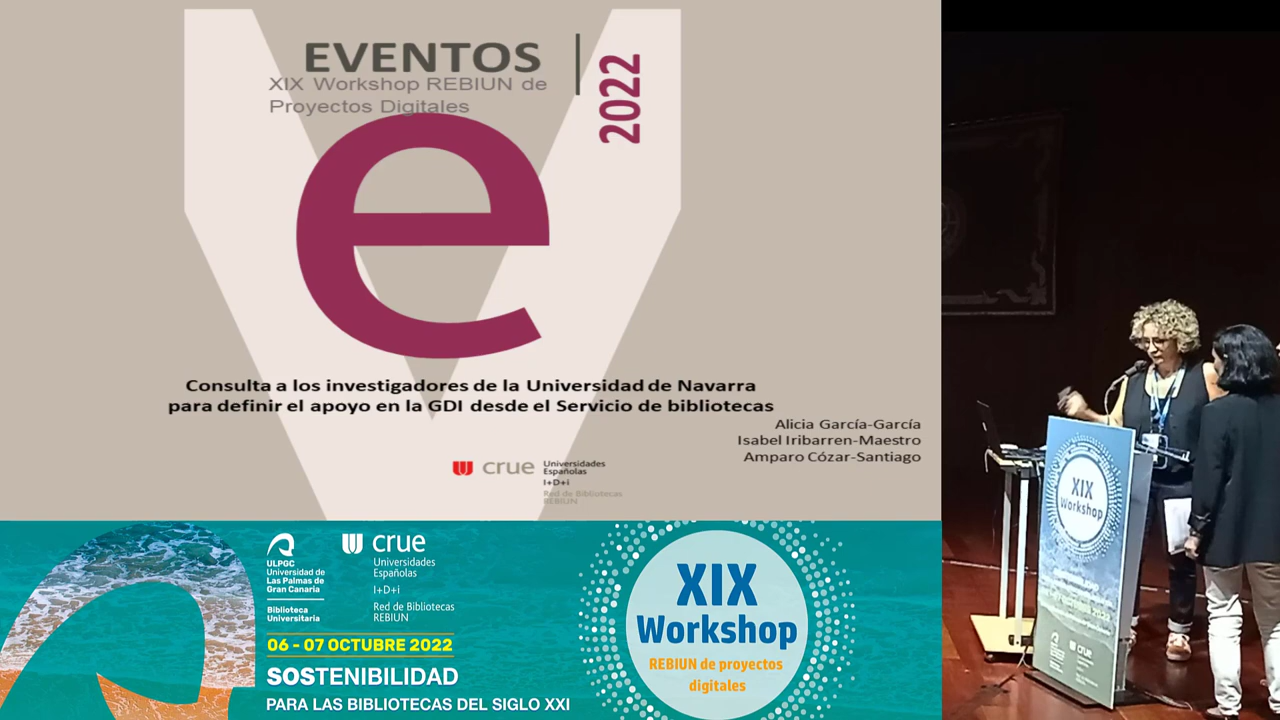 EVENTOS
2022
XIX Workshop REBIUN de
Proyectos Digitales
e
Consulta a los investigadores de la Universidad de Navarra
para definir el apoyo en la GDI desde el Servicio de bibliotecas
Alicia García-García
Isabel Iribarren-Maestro
Amparo Cózar-Santiago
crue
Universidades
Españolas
I+D+i
Red de Bibliotecas
REBIUN
ULPGC
Universidad de
Las Palmas de
Gran Canaria
Biblioteca
Universitaria
crue
Universidades
Españolas
I+D+i
Red de Bibliotecas
REBIUN
06 - 07 OCTUBRE 2022
SOSTENIBILIDAD
PARA LAS BIBLIOTECAS DEL SIGLO XXI
XIX
Workshop
REBIUN de proyectos
digitales
XIX
Workshop
crue